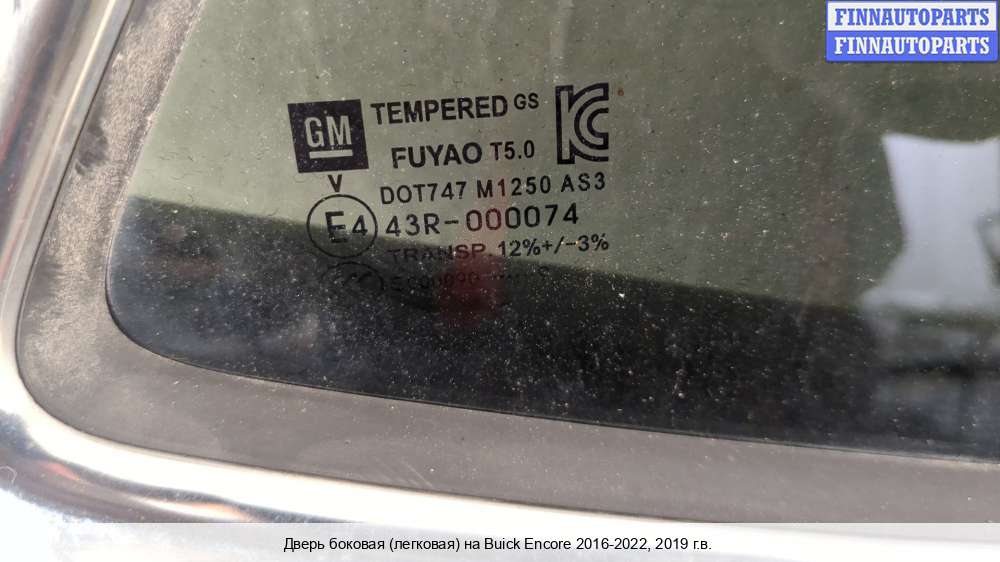 FINNAUTOPARTS
FINNAUTOPARTS
GM TEMPERED GS KC
FUYAO T5.0
V
DOT747 M1250 AS3
E4 43R-000074
TRANSP. 12%+/-3%
Дверь боковая (легковая) на Buick Encore 2016-2022, 2019 г.в.